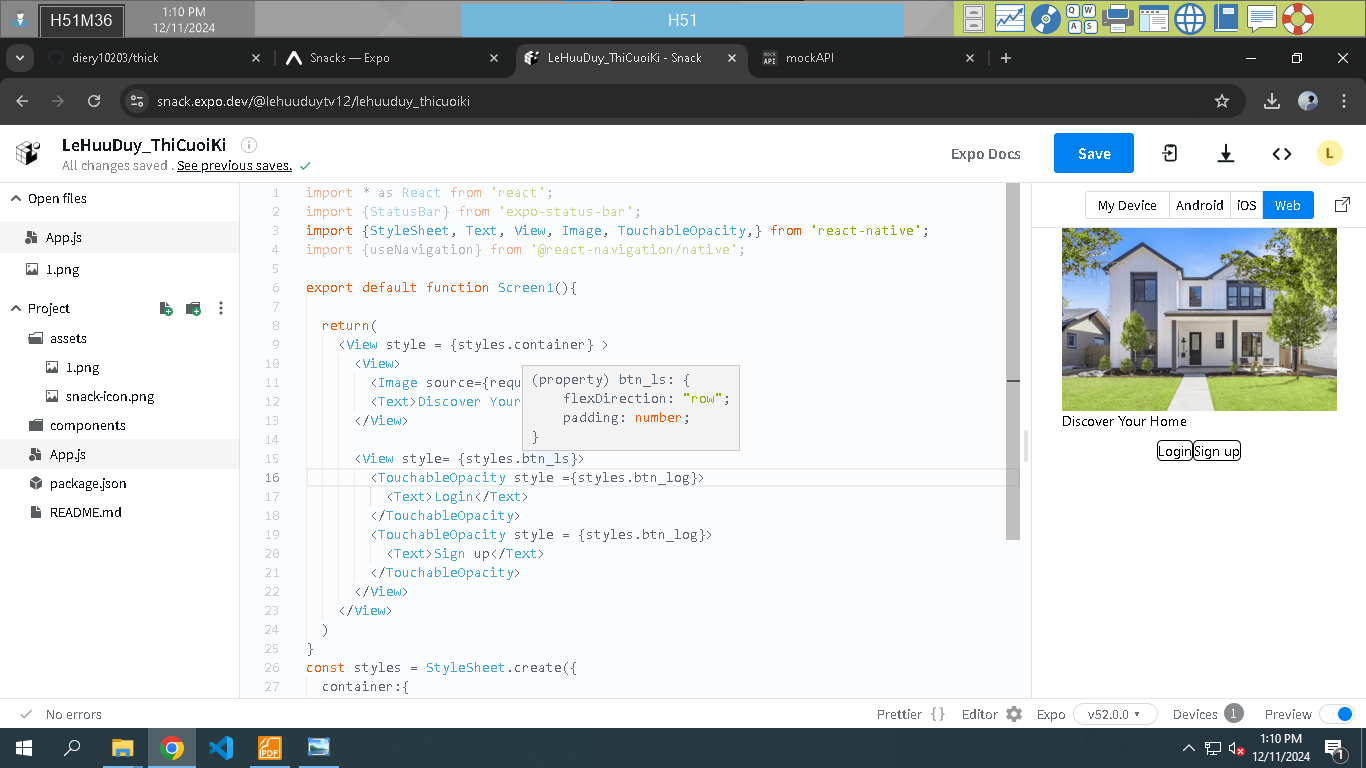 H51M36
1:10 PM
12/11/2024
H51
Q W
A S
diery10203/thick
Snacks — Expo
LeHuuDuy_ThiCuoiKi - Snack
mock
API
mockAPI
snack.expo.dev/@lehuuduytv12/lehuuduy_thicuoiki
LeHuuDuy_ThiCuoiKi
All changes saved . See previous saves.
Expo Docs
Save
L
Open files
App.js
1.png
Project
assets
1.png
snack-icon.png
components
App.js
package.json
README.md
1 import * as React from 'react';
2 import {StatusBar} from 'expo-status-bar';
3 import {StyleSheet, Text, View, Image, TouchableOpacity,} from 'react-native';
4 import {useNavigation} from '@react-navigation/native';
5
6 export default function Screen1(){
7
8 return(
9 <View style = {styles.container} >
10 <View>
11 <Image source={requ
12 <Text>Discover Your
13 </View>
14
15 <View style= {styles.btn_ls}>
16 <TouchableOpacity style ={styles.btn_log}>
17 <Text>Login</Text>
18 </TouchableOpacity>
19 <TouchableOpacity style = {styles.btn_log}>
20 <Text>Sign up</Text>
21 </TouchableOpacity>
22 </View>
23 </View>
24 )
25 }
26 const styles = StyleSheet.create({
27 container:{
(property) btn_ls: {
flexDirection: "row";
padding: number;
}
My Device
Android
iOS
Web
Discover Your Home
Login
Sign up
No errors
Prettier { }
Editor
Expo
v52.0.0
Devices 1
Preview
PDF
1:10 PM
12/11/2024
1